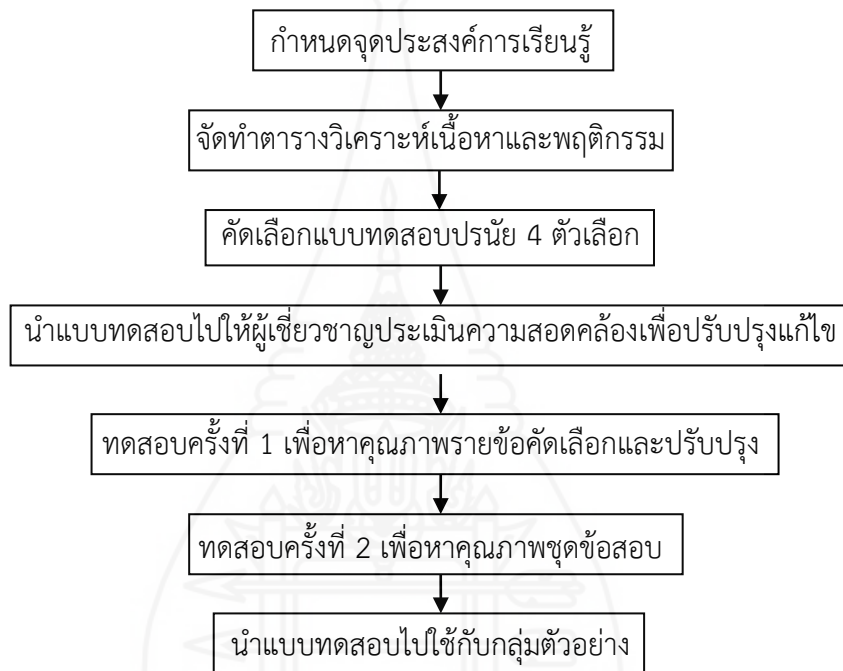 กำหนดจุดประสงค์การเรียนรู้
จัดทำตารางวิเคราะห์เนื้อหาและพฤติกรรม
คัดเลือกแบบทดสอบปรนัย 4 ตัวเลือก
นำแบบทดสอบไปให้ผู้เชี่ยวชาญประเมินความสอดคล้องเพื่อปรับปรุงแก้ไข
ทดสอบครั้งที่ 1 เพื่อหาคุณภาพรายข้อคัดเลือกและปรับปรุง
ทดสอบครั้งที่ 2 เพื่อหาคุณภาพชุดข้อสอบ
นำแบบทดสอบไปใช้กับกลุ่มตัวอย่าง